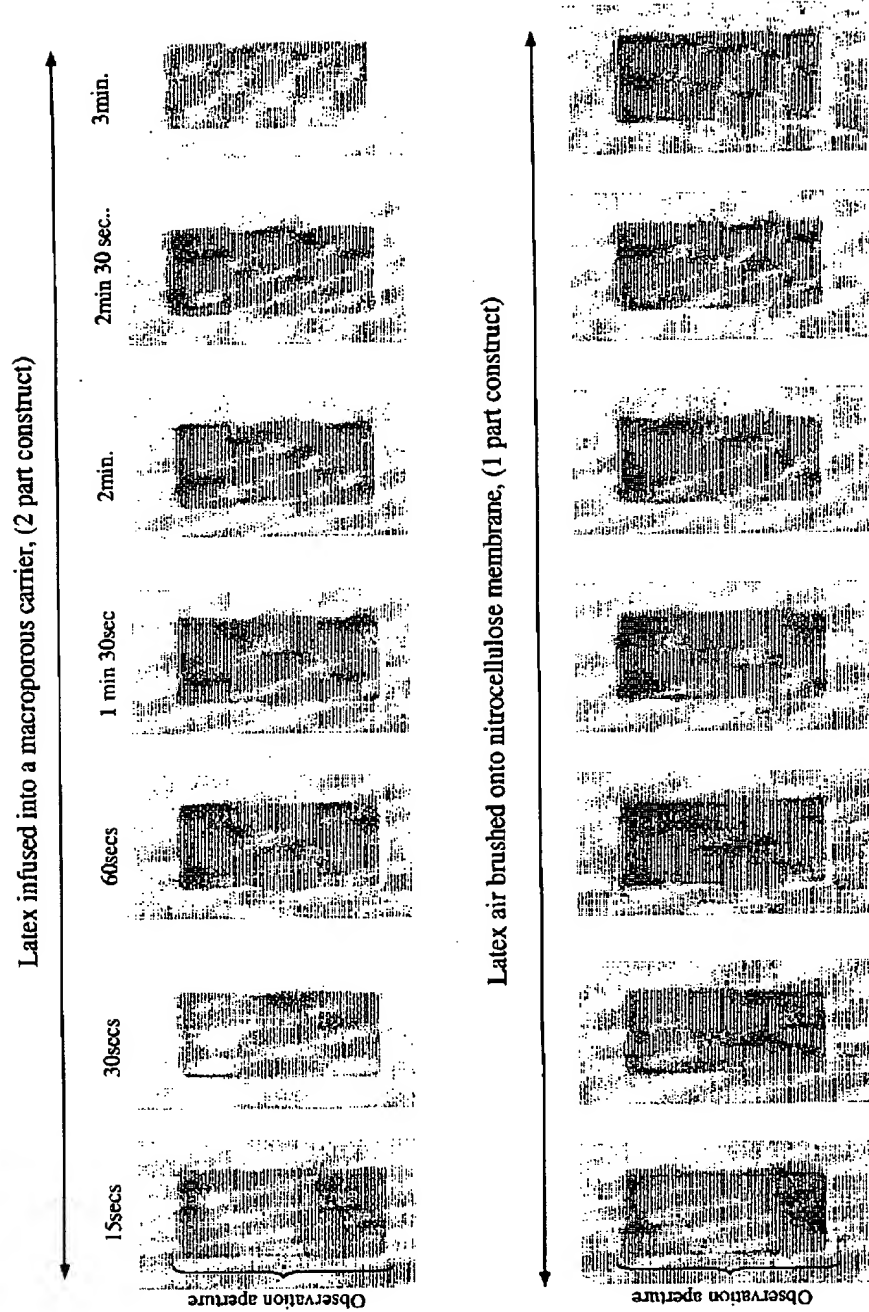 Latex infused into a macroporous carrier, (2 part construct)
15secs
30secs
60secs
1 min 30sec
2min.
2min 30 sec..
3min.
Observation aperture
Latex air brushed onto nitrocellulose membrane, (1 part construct)
Observation aperture